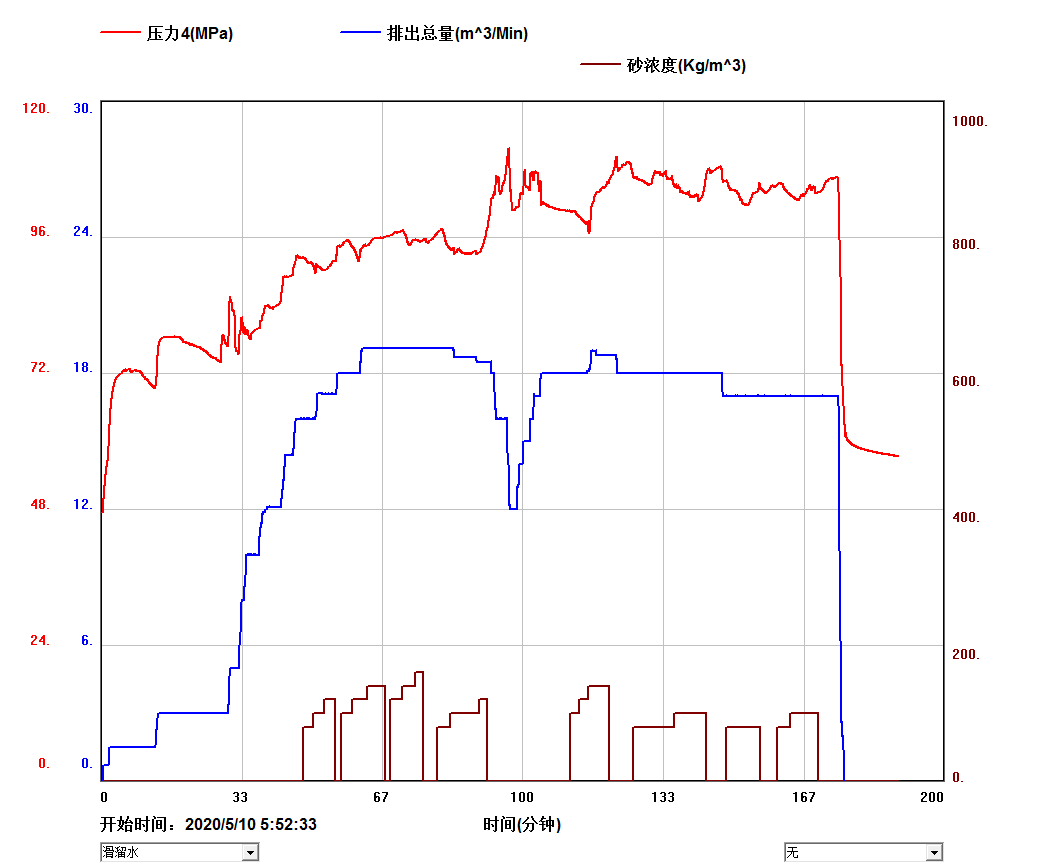 压力4(MPa) 排出总量(m^3/Min)
砂浓度(Kg/m^3)
120. 30.
1000.
96. 24.
800.
72. 18.
600.
48. 12.
400.
24. 6.
200.
0. 0.
0.
0 33 67 100 133 167 200
开始时间：2020/5/10 5:52:33 时间(分钟)
滑溜水 无